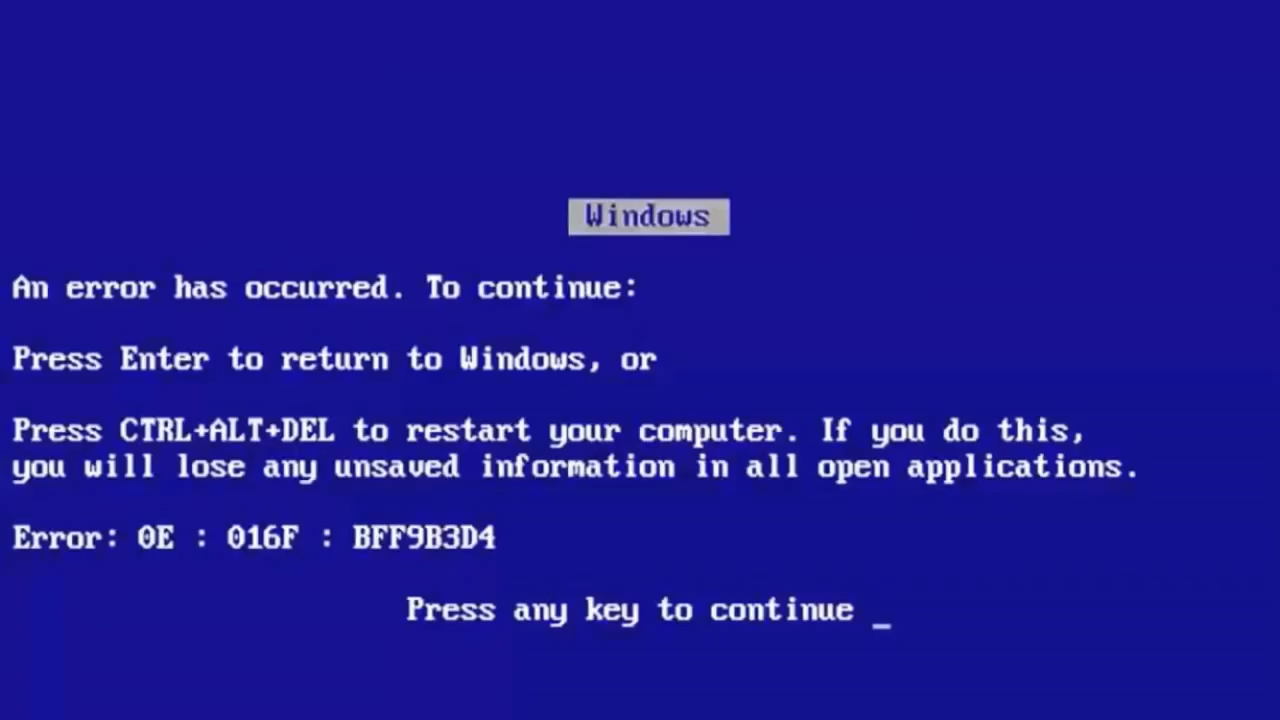 Windows
An error has occurred. To continue:
Press Enter to return to Windows, or
Press CTRL+ALT+DEL to restart your computer. If you do this,
you will lose any unsaved information in all open applications.
Error: 0E : 016F : BFF9B3D4
Press any key to continue _